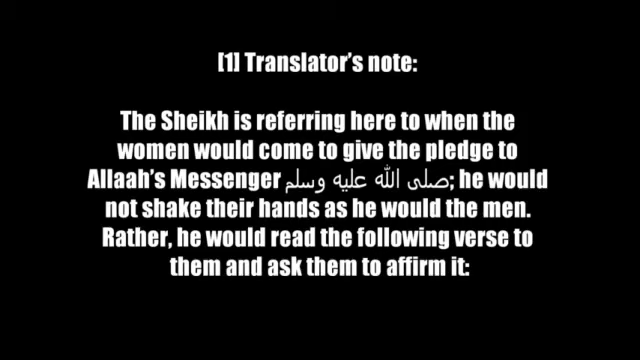 [1] Translator's note:
The Sheikh is referring here to when the
women would come to give the pledge to
Allaah's Messenger صلى الله عليه وسلم; he would
not shake their hands as he would the men.
Rather, he would read the following verse to
them and ask them to affirm it: